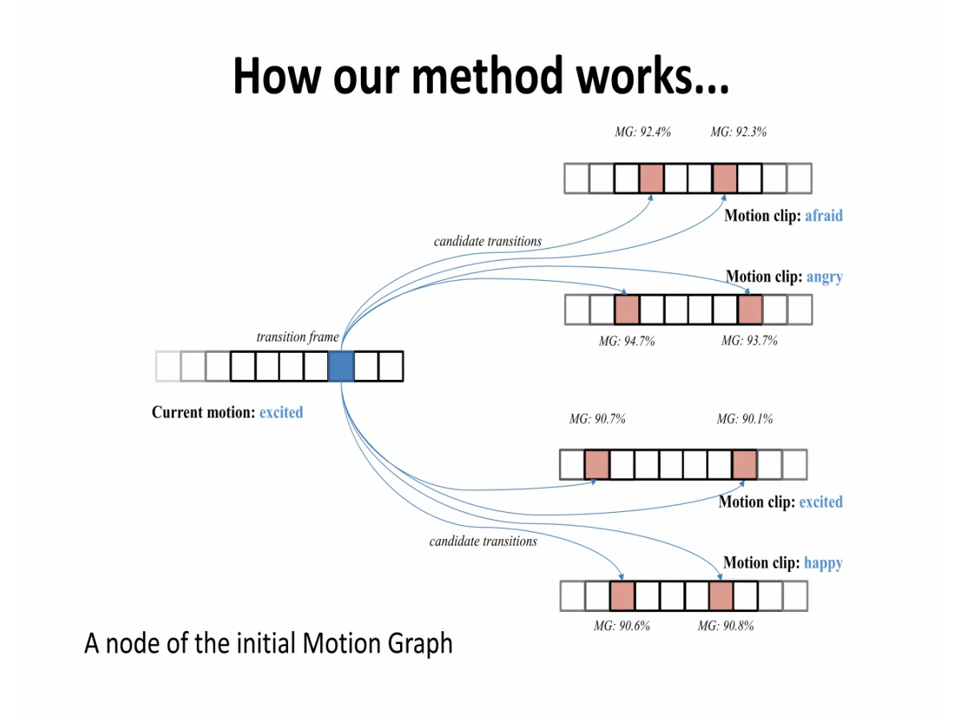 How our method works...
MG: 92.4% MG: 92.3%
Motion clip: afraid
candidate transitions
Motion clip: angry
transition frame
MG: 94.7% MG: 93.7%
Current motion: excited
MG: 90.7% MG: 90.1%
Motion clip: excited
candidate transitions
Motion clip: happy
MG: 90.6% MG: 90.8%
A node of the initial Motion Graph